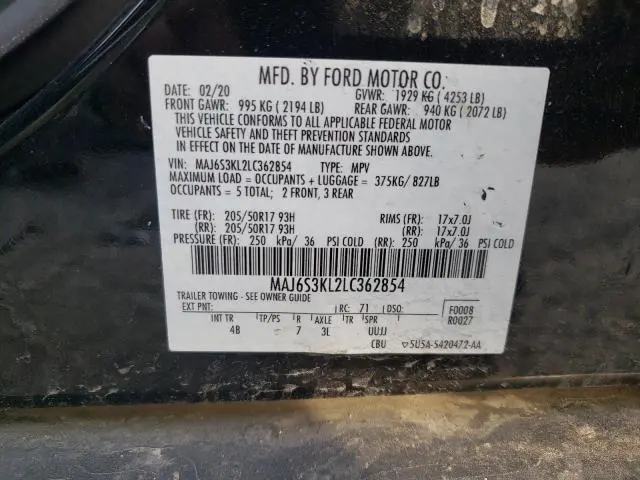 MFD. BY FORD MOTOR CO.
DATE: 02/20 GVWR: 1929 KG ( 4253 LB)
FRONT GAWR: 995 KG ( 2194 LB) REAR GAWR: 940 KG ( 2072 LB)
THIS VEHICLE CONFORMS TO ALL APPLICABLE FEDERAL MOTOR
VEHICLE SAFETY AND THEFT PREVENTION STANDARDS
IN EFFECT ON THE DATE OF MANUFACTURE SHOWN ABOVE.
VIN: MAJ6S3KL2LC362854 TYPE: MPV
MAXIMUM LOAD = OCCUPANTS + LUGGAGE = 375KG/ 827LB
OCCUPANTS = 5 TOTAL; 2 FRONT, 3 REAR
TIRE (FR): 205/50R17 93H RIMS (FR): 17x7.0J
(RR): 205/50R17 93H (RR): 17x7.0J
PRESSURE (FR): 250 kPa/ 36 PSI COLD (RR): 250 kPa/ 36 PSI COLD
MAJ6S3KL2LC362854
TRAILER TOWING - SEE OWNER GUIDE
EXT PNT: RC: 71 DSO: F0008
R0027
INT TR TP/PS R AXLE TR SPR
4B 7 3L UUJJ
CBU ▽5U5A-5420472-AA